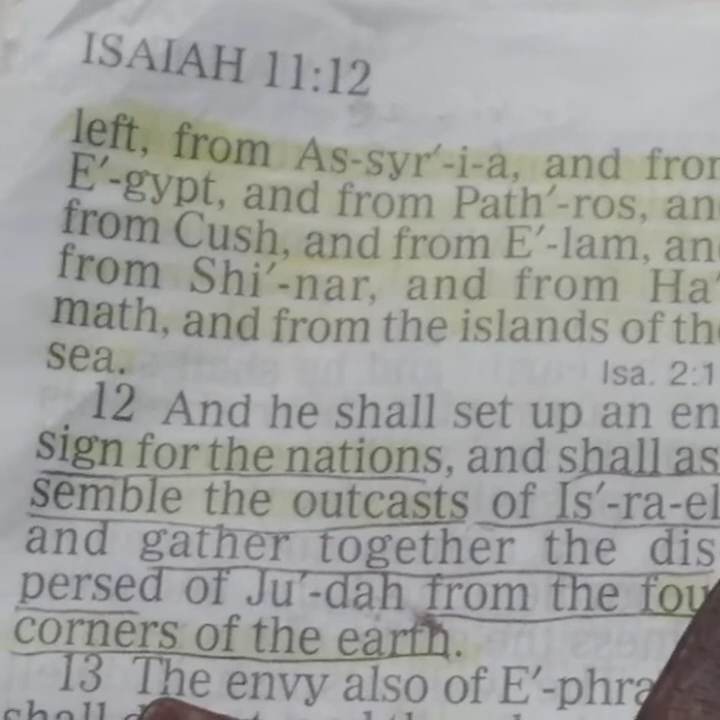 ISAIAH 11:12
left, from As-syr′-i-a, and from
E′-gypt, and from Path′-ros, an
from Cush, and from E′-lam, and
from Shi′-nar, and from Ha′
math, and from the islands of the
sea.
Isa. 2:1
12 And he shall set up an en
sign for the nations, and shall as
semble the outcasts of Is′-ra-el
and gather together the dis
persed of Ju′-dah from the fou
corners of the earth.
13 The envy also of E′-phra
shall